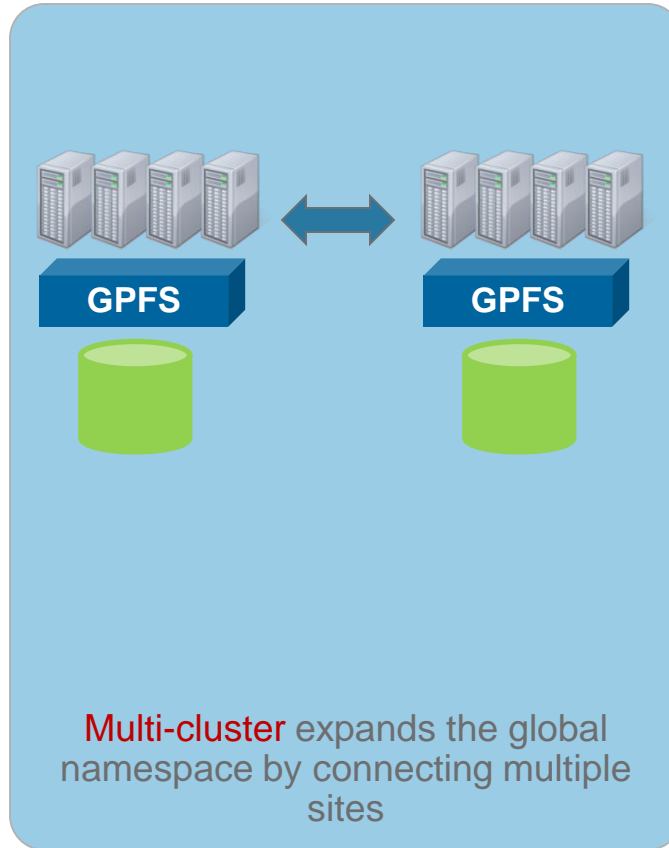 GPFS
GPFS
Multi-cluster expands the global
namespace by connecting multiple
sites